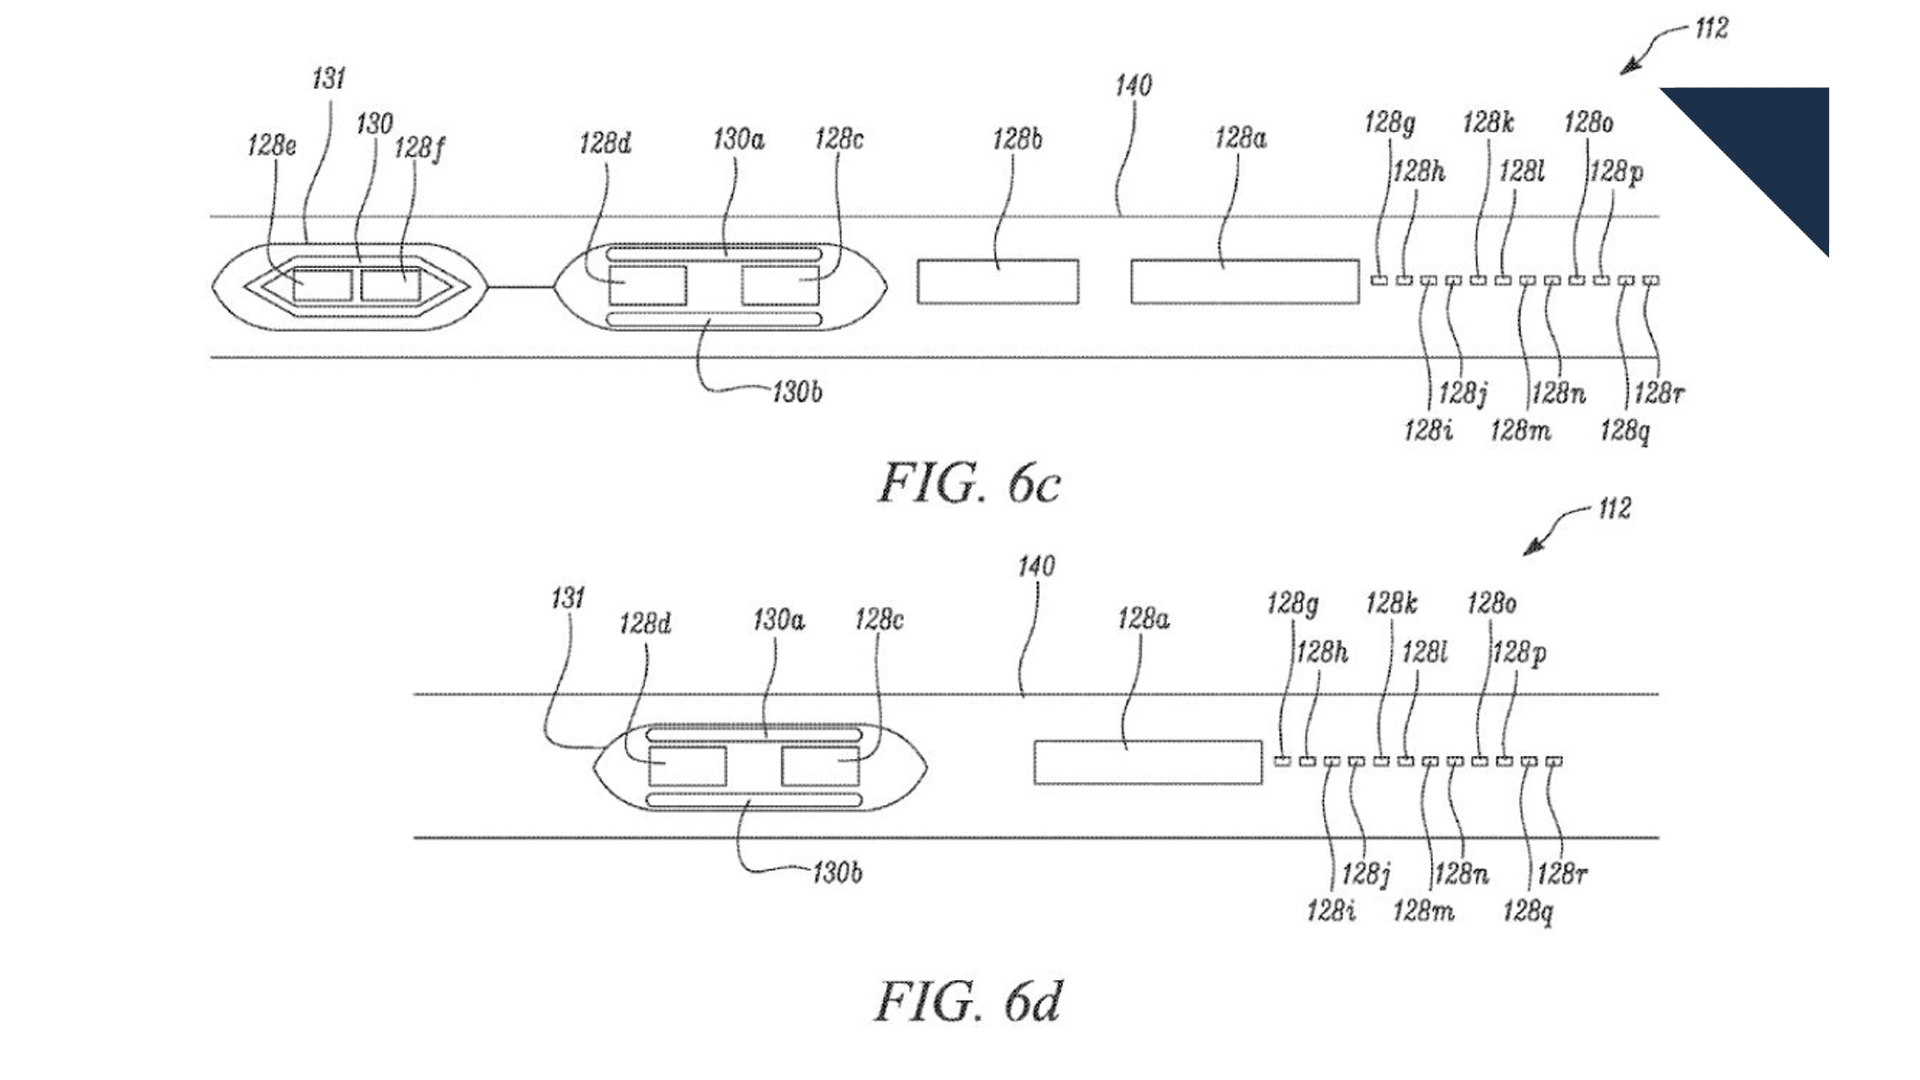 112
131
140
130
128g
128k
128o
128e
128f
128d
130a
128c
128b
128a
128h
128l
128p
130b
128j
128n
128r
128i
128m
128q
FIG. 6c
112
140
131
128d
130a
128c
128a
128g
128k
128o
128h
128l
128p
130b
128j
128n
128r
128i
128m
128q
FIG. 6d